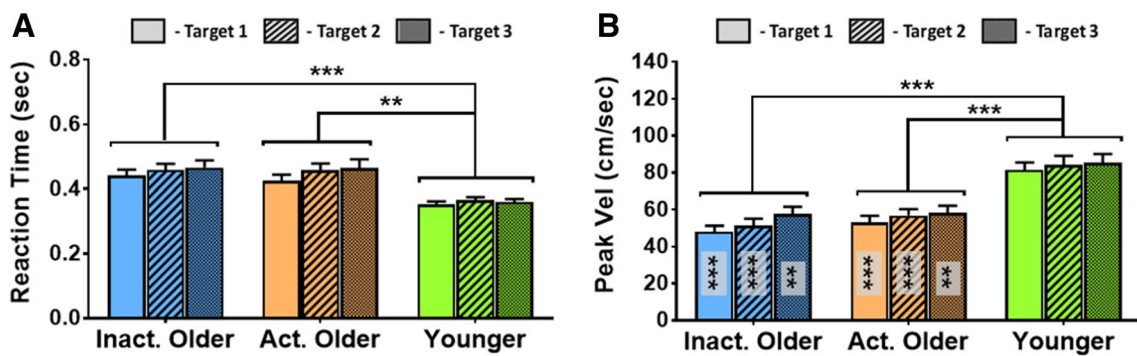 A
- Target 1 - Target 2 - Target 3
Reaction Time (sec)
0.8
0.6
0.4
0.2
0.0
***
**
Inact. Older Act. Older Younger
B
- Target 1 - Target 2 - Target 3
Peak Vel (cm/sec)
140
120
100
80
60
40
20
0
***
***
*** *** ** *** *** **
Inact. Older Act. Older Younger